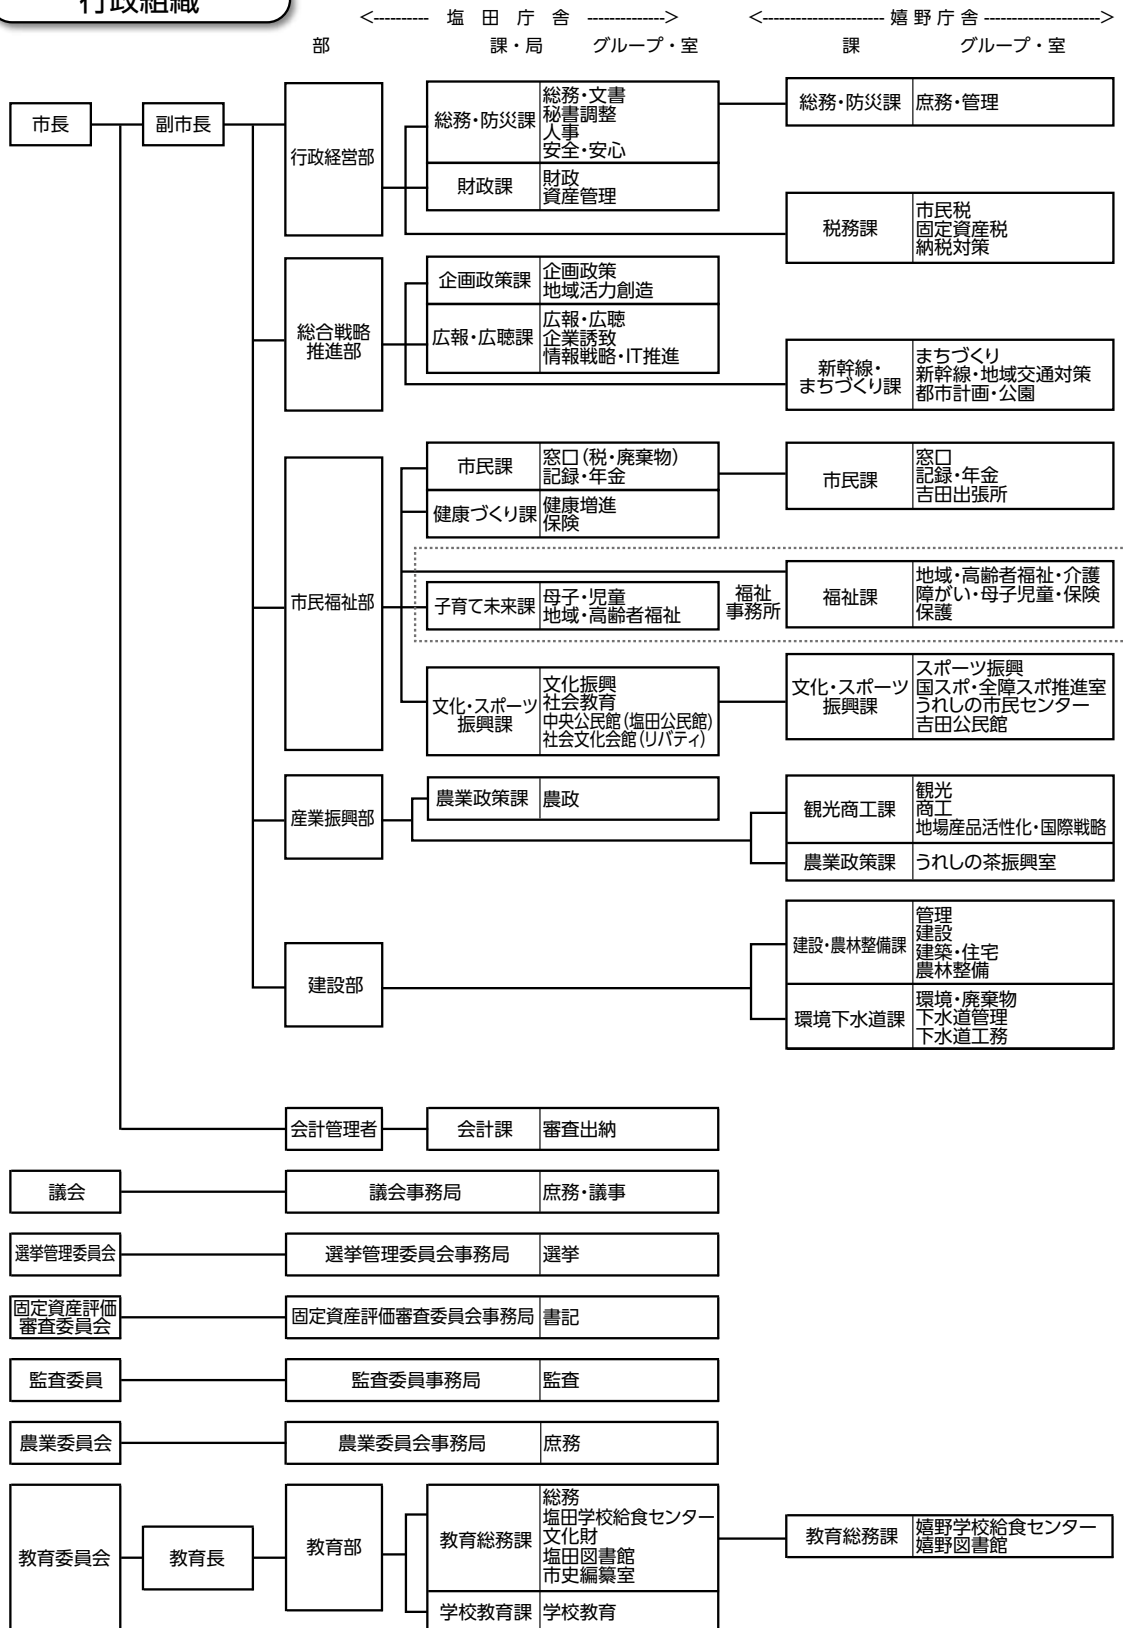 行政組織
<---------- 塩 田 庁 舎 ----------->
<-------------------- 嬉野庁舎 ------------------->
部
課・局
グループ・室
課
グループ・室
市長
副市長
行政経営部
総務・防災課
総務・文書
秘書調整
人事
安全・安心
財政課
財政
資産管理
総務・防災課
庶務・管理
税務課
市民税
固定資産税
納税対策
総合戦略
推進部
企画政策課
企画政策
地域活力創造
広報・広聴課
広報・広聴
企業誘致
情報戦略・IT推進
新幹線・
まちづくり課
まちづくり
新幹線・地域交通対策
都市計画・公園
市民福祉部
市民課
窓口(税・廃棄物)
記録・年金
健康づくり課
健康増進
保険
市民課
窓口
記録・年金
吉田出張所
子育て未来課
母子・児童
地域・高齢者福祉
福祉
事務所
福祉課
地域・高齢者福祉・介護
障がい・母子児童・保険
保護
文化・スポーツ
振興課
文化振興
社会教育
中央公民館(塩田公民館)
社会文化会館(リバティ)
文化・スポーツ
振興課
スポーツ振興
国スポ・全障スポ推進室
うれしの市民センター
吉田公民館
産業振興部
農業政策課
農政
観光商工課
観光
商工
地場産品活性化・国際戦略
農業政策課
うれしの茶振興室
建設部
建設・農林整備課
管理
建設
建築・住宅
農林整備
環境下水道課
環境・廃棄物
下水道管理
下水道工務
会計管理者
会計課
審査出納
議会
議会事務局
庶務・議事
選挙管理委員会
選挙管理委員会事務局
選挙
固定資産評価
審査委員会
固定資産評価審査委員会事務局
書記
監査委員
監査委員事務局
監査
農業委員会
農業委員会事務局
庶務
教育委員会
教育長
教育部
教育総務課
総務
塩田学校給食センター
文化財
塩田図書館
市史編纂室
学校教育課
学校教育
教育総務課
嬉野学校給食センター
嬉野図書館